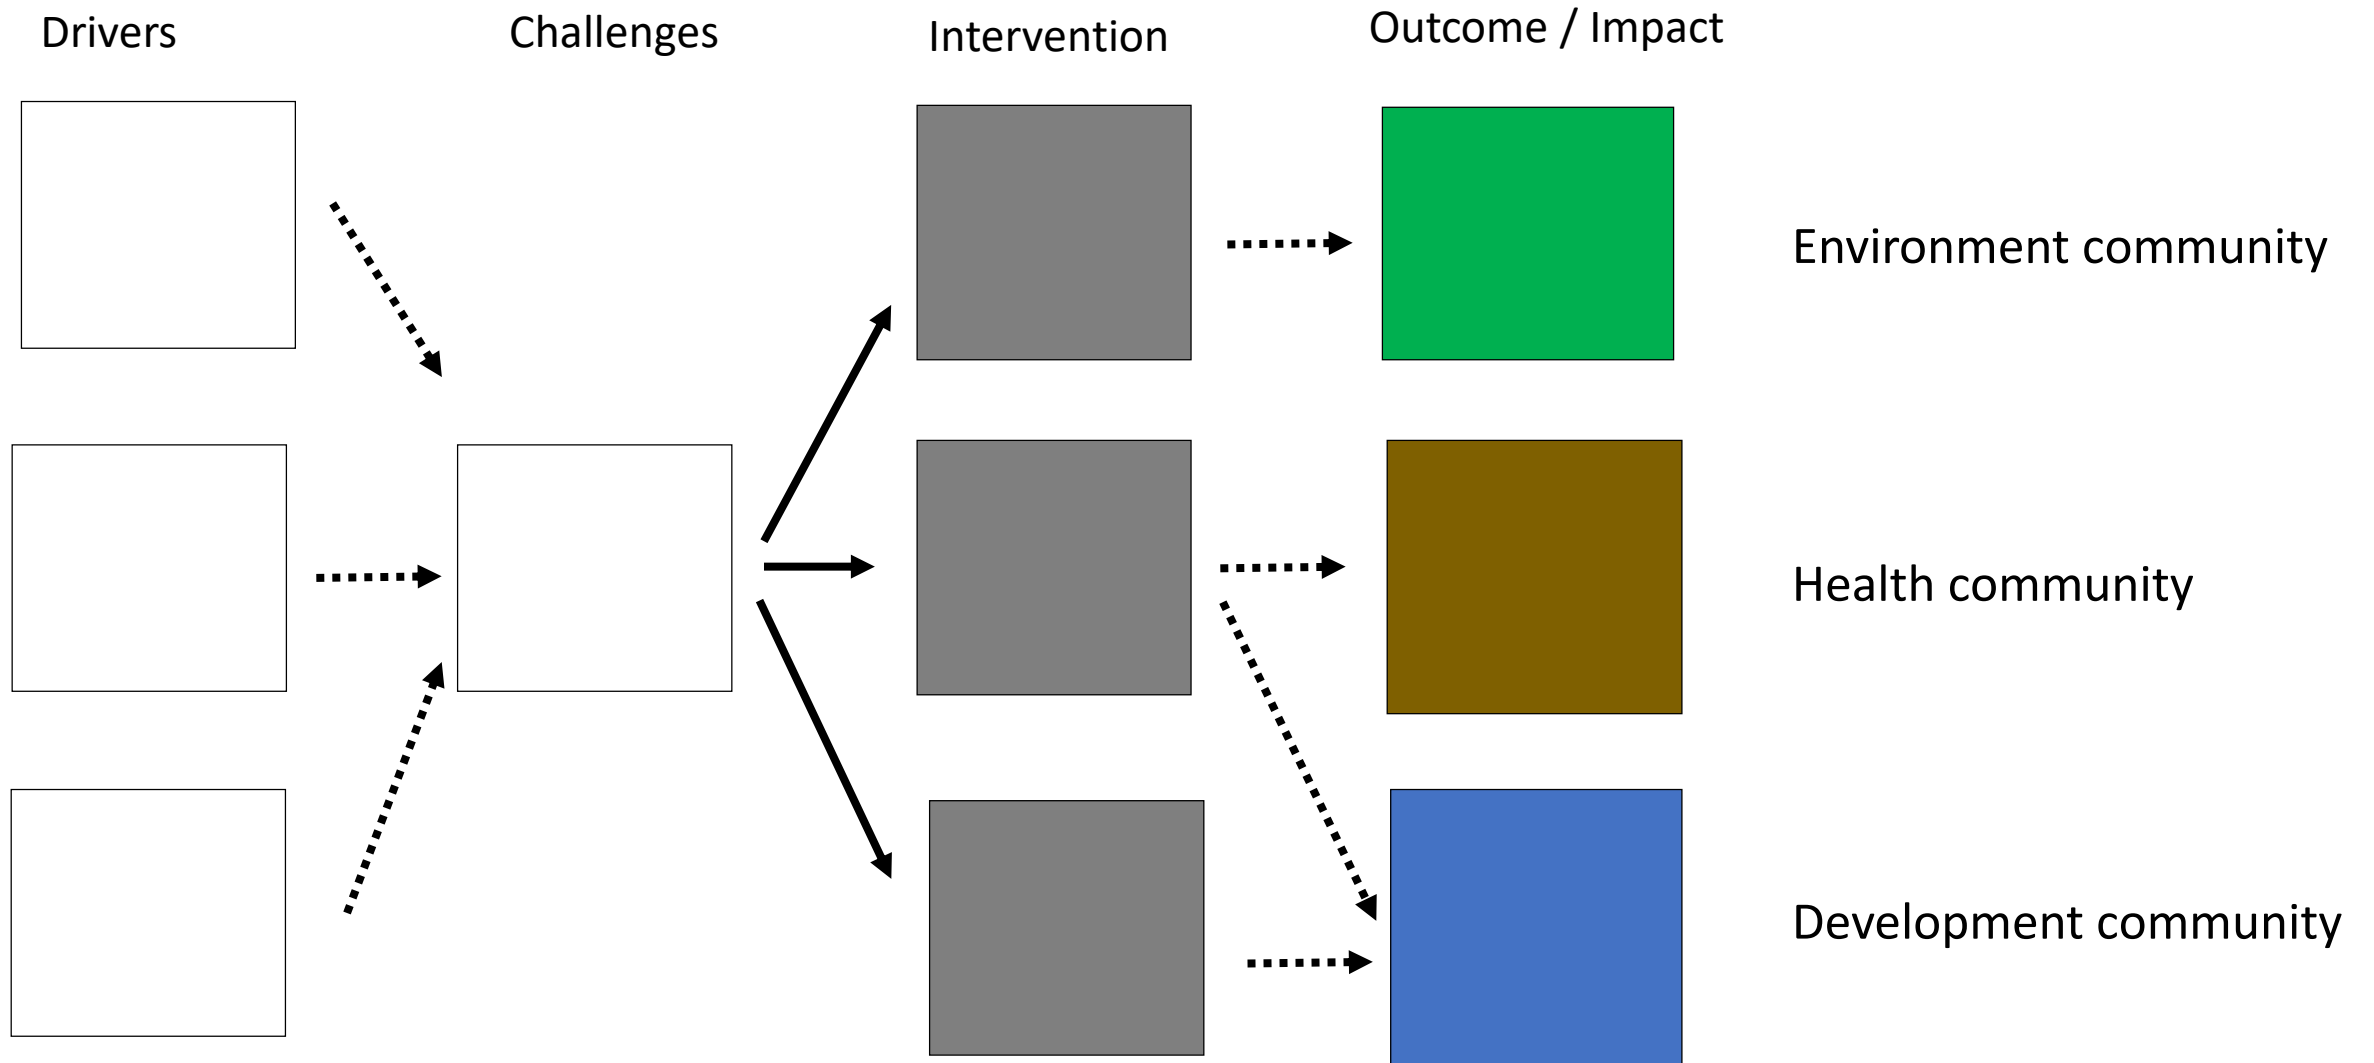 Drivers
Challenges
Intervention
Outcome / Impact
Environment community
Health community
Development community